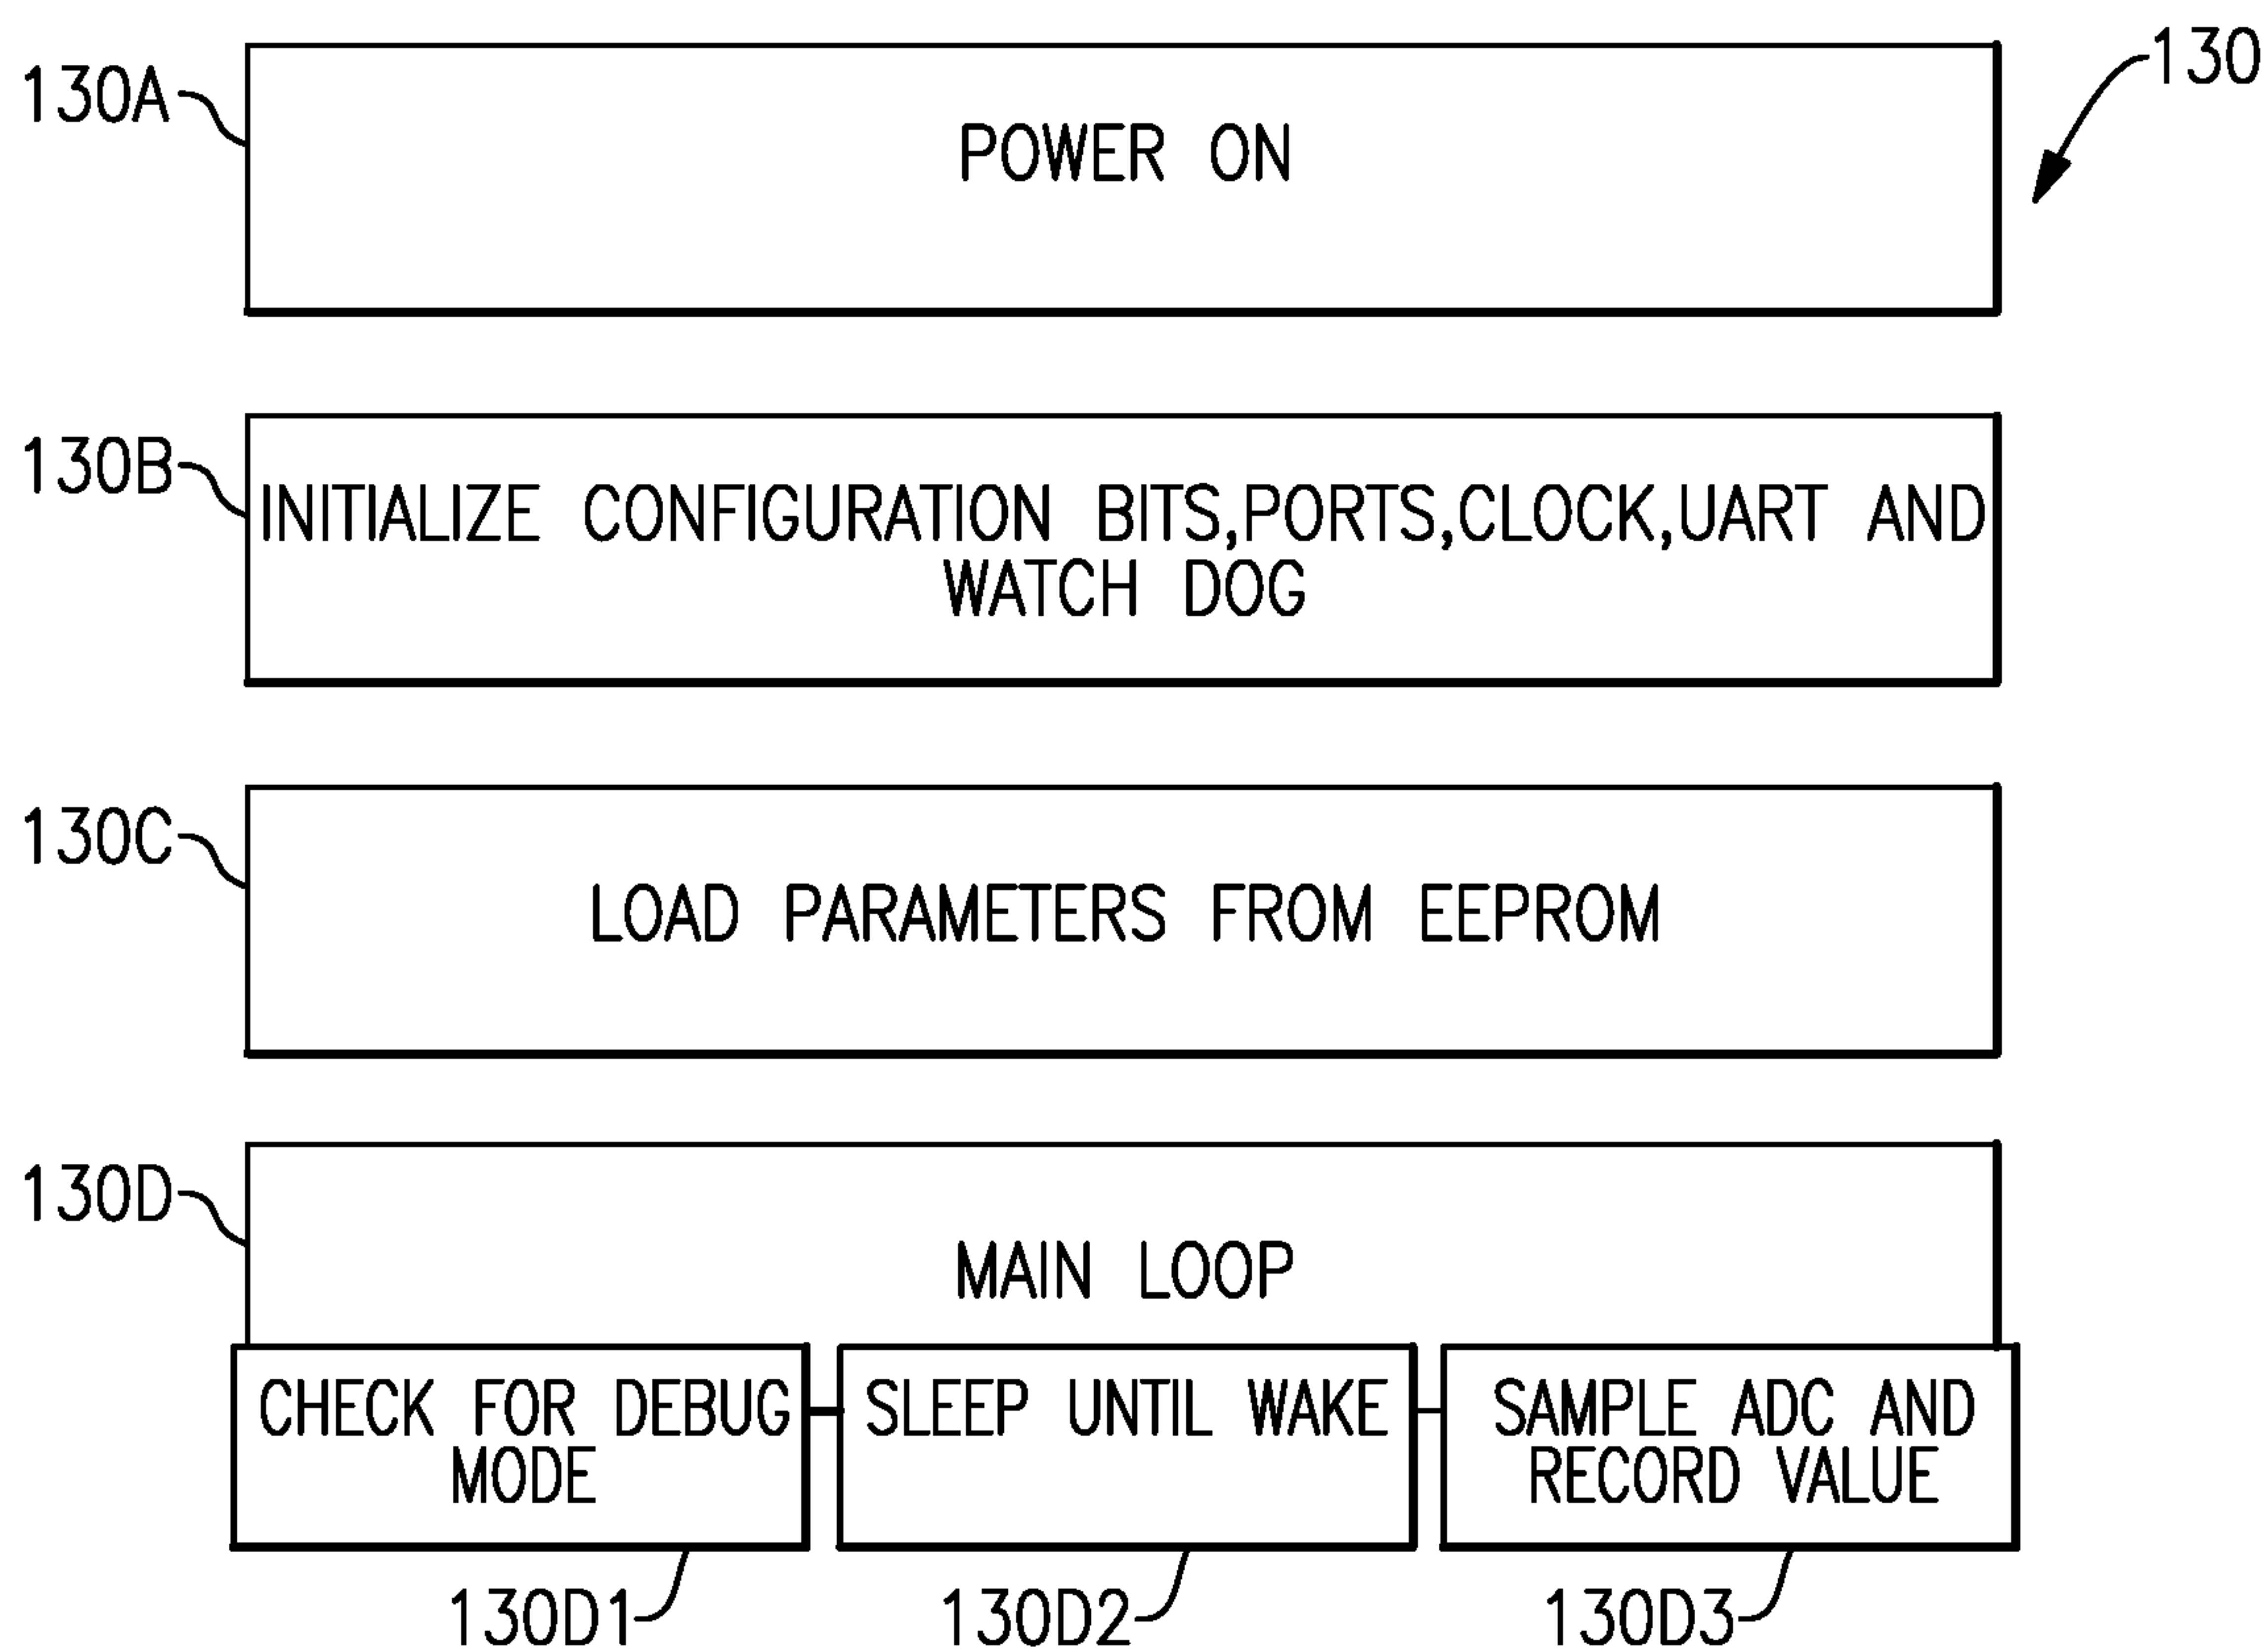 130
130A
POWER ON
130B
INITIALIZE CONFIGURATION BITS,PORTS,CLOCK,UART AND
WATCH DOG
130C
LOAD PARAMETERS FROM EEPROM
130D
MAIN LOOP
CHECK FOR DEBUG
MODE
SLEEP UNTIL WAKE
SAMPLE ADC AND
RECORD VALUE
130D1
130D2
130D3